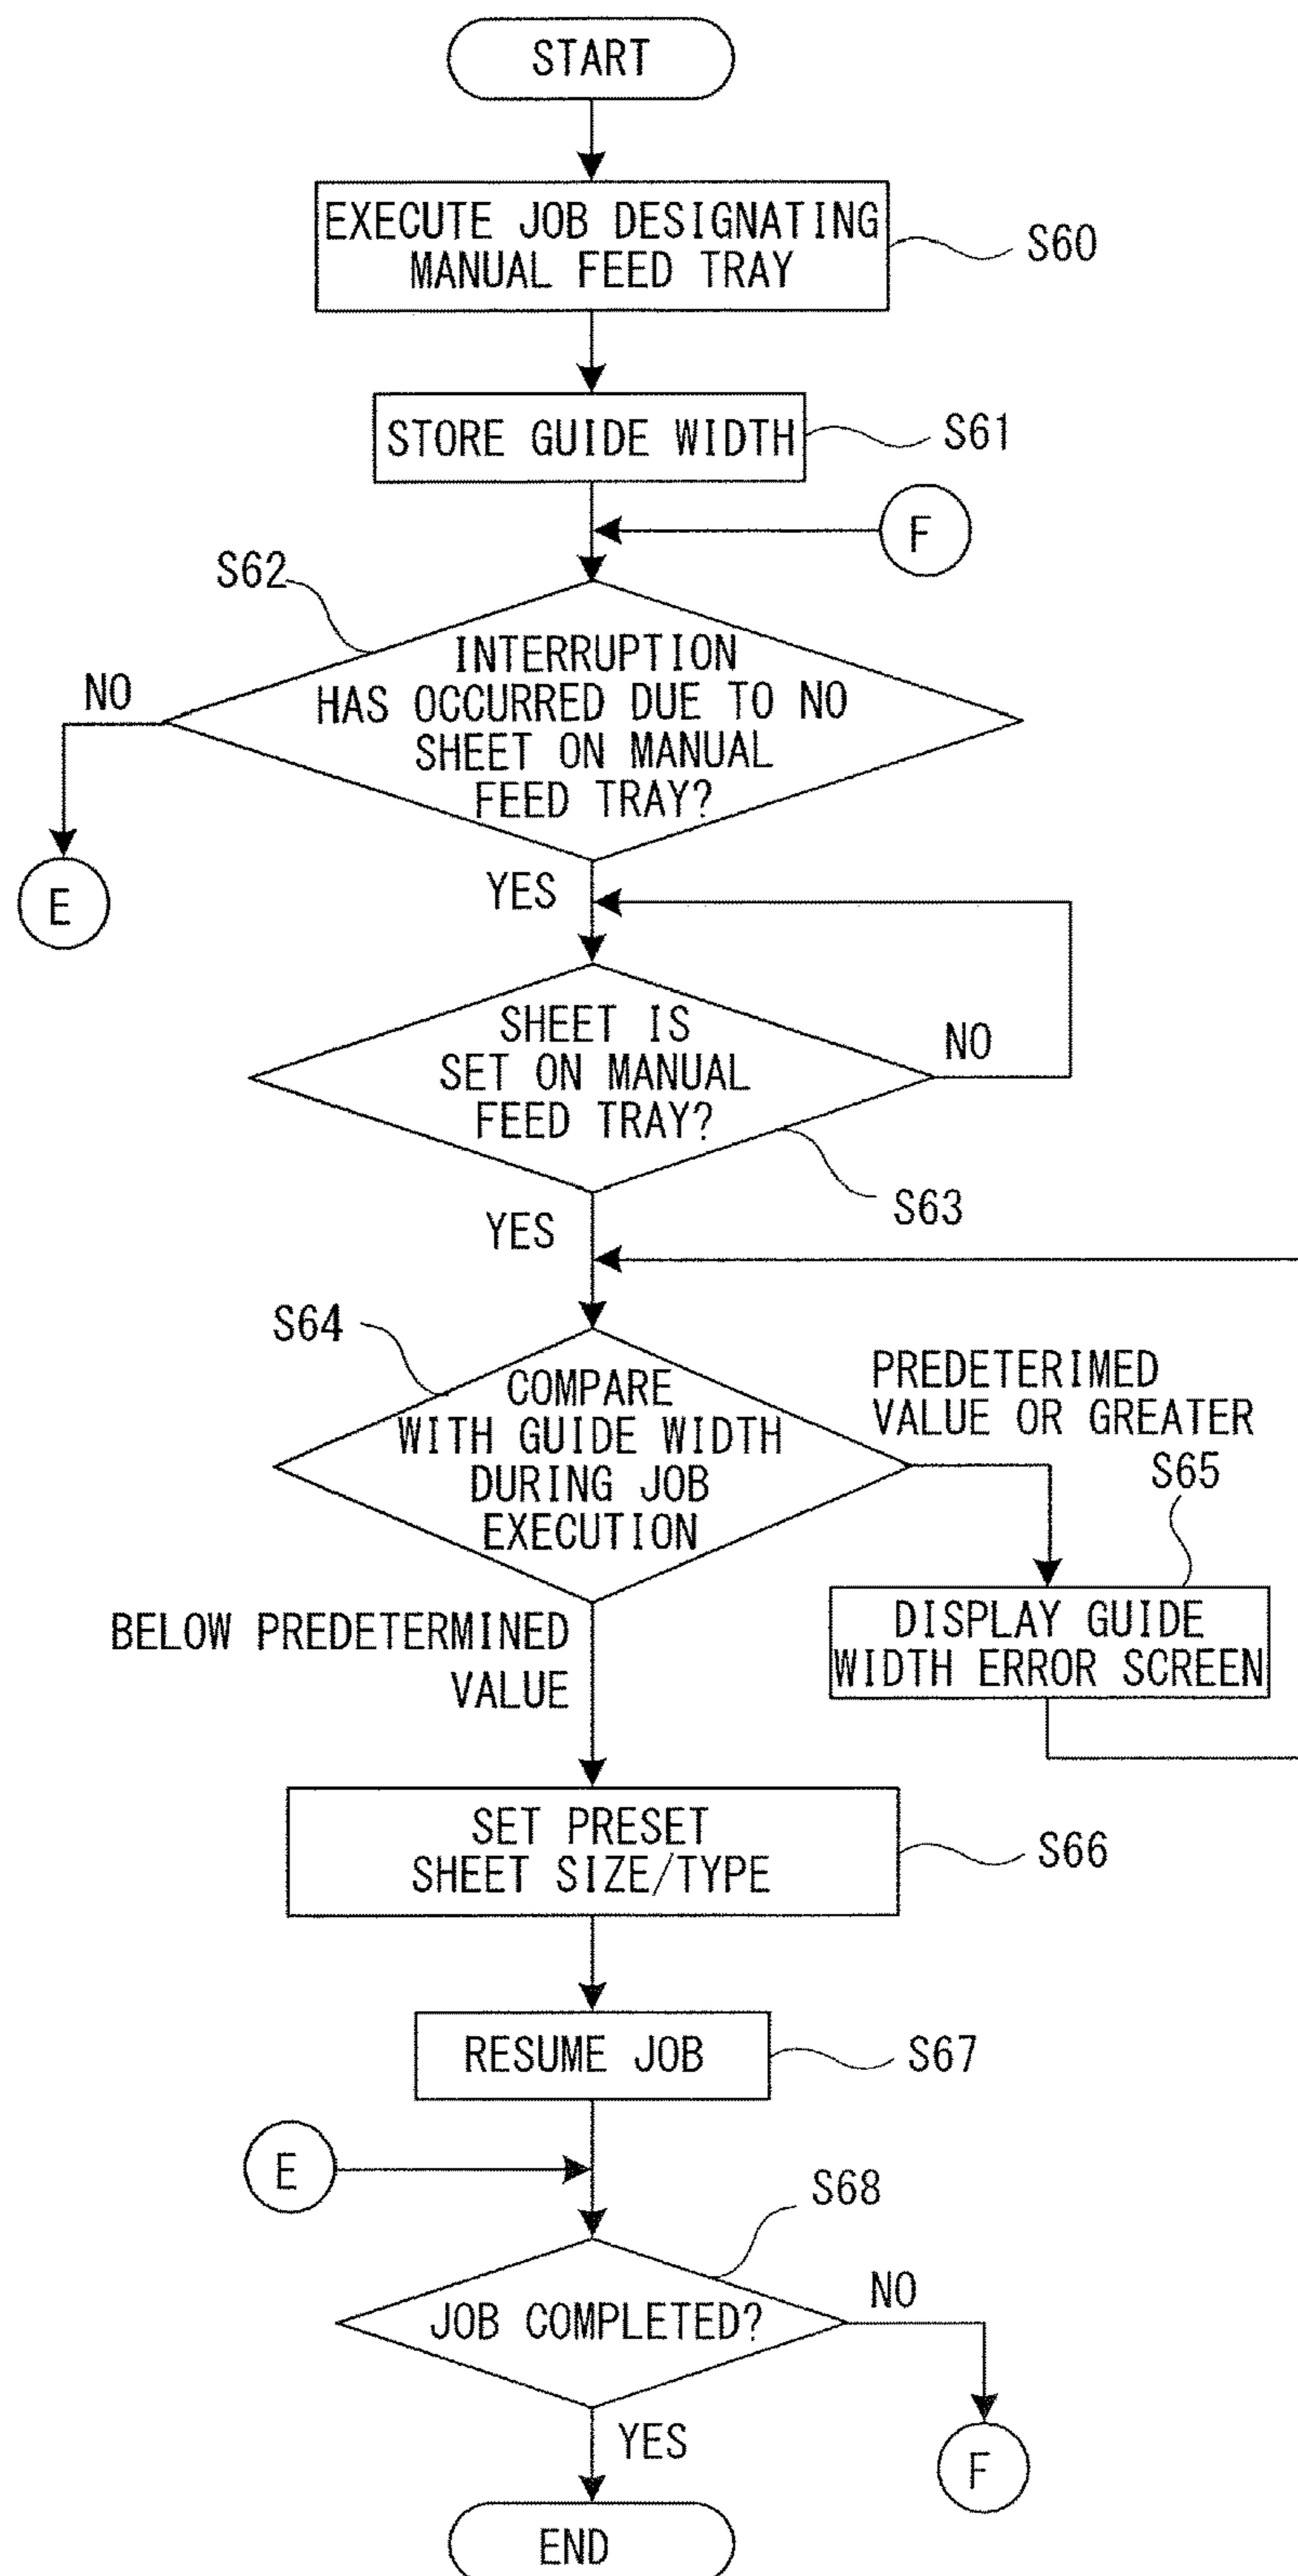 START
EXECUTE JOB DESIGNATING
MANUAL FEED TRAY
S60
STORE GUIDE WIDTH
S61
F
S62
INTERRUPTION
HAS OCCURRED DUE TO NO
SHEET ON MANUAL
FEED TRAY?
NO
E
YES
SHEET IS
SET ON MANUAL
FEED TRAY?
NO
S63
YES
S64
COMPARE
WITH GUIDE WIDTH
DURING JOB
EXECUTION
PREDETERIMED
VALUE OR GREATER
S65
DISPLAY GUIDE
WIDTH ERROR SCREEN
BELOW PREDETERMINED
VALUE
SET PRESET
SHEET SIZE/TYPE
S66
RESUME JOB
S67
E
S68
JOB COMPLETED?
NO
YES
F
END